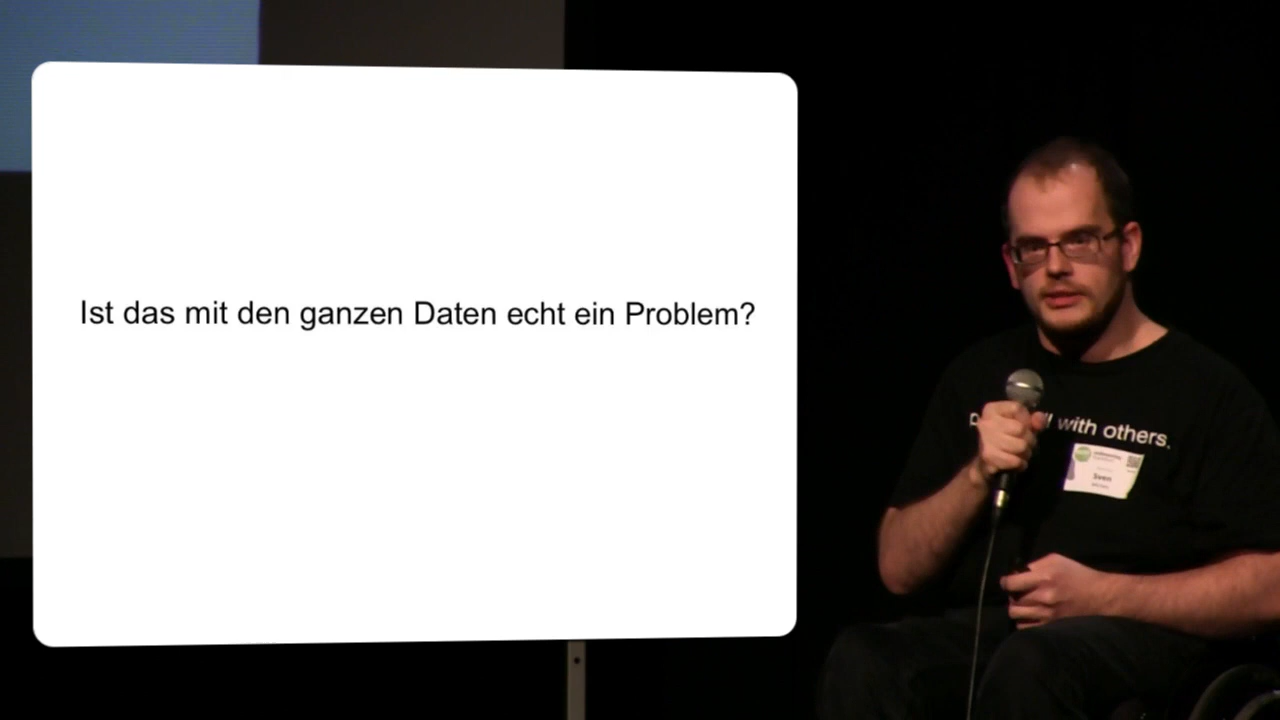 Ist das mit den ganzen Daten echt ein Problem?
with others.
Sven